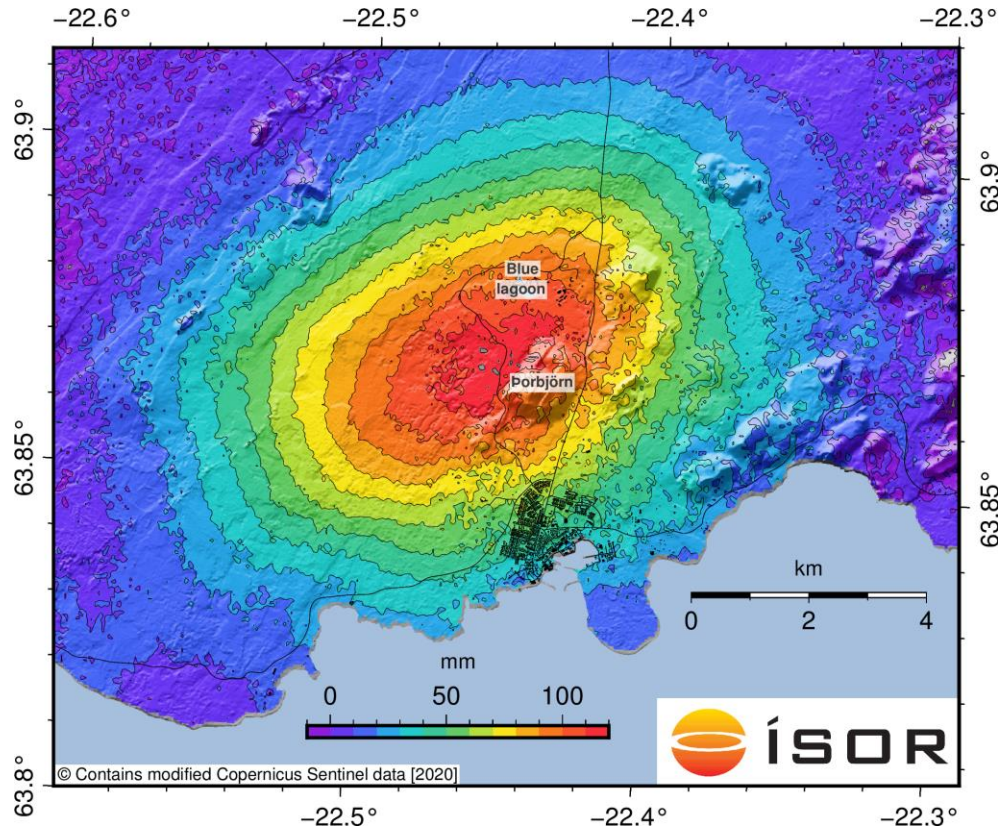 −22.6°
−22.5°
−22.4°
−22.3°
63.9°
63.9°
Blue
lagoon
Þorbjörn
63.85°
63.85°
km
0
2
4
mm
0
50
100
ÍSOR
© Contains modified Copernicus Sentinel data [2020]
63.8°
−22.5°
−22.4°
−22.3°